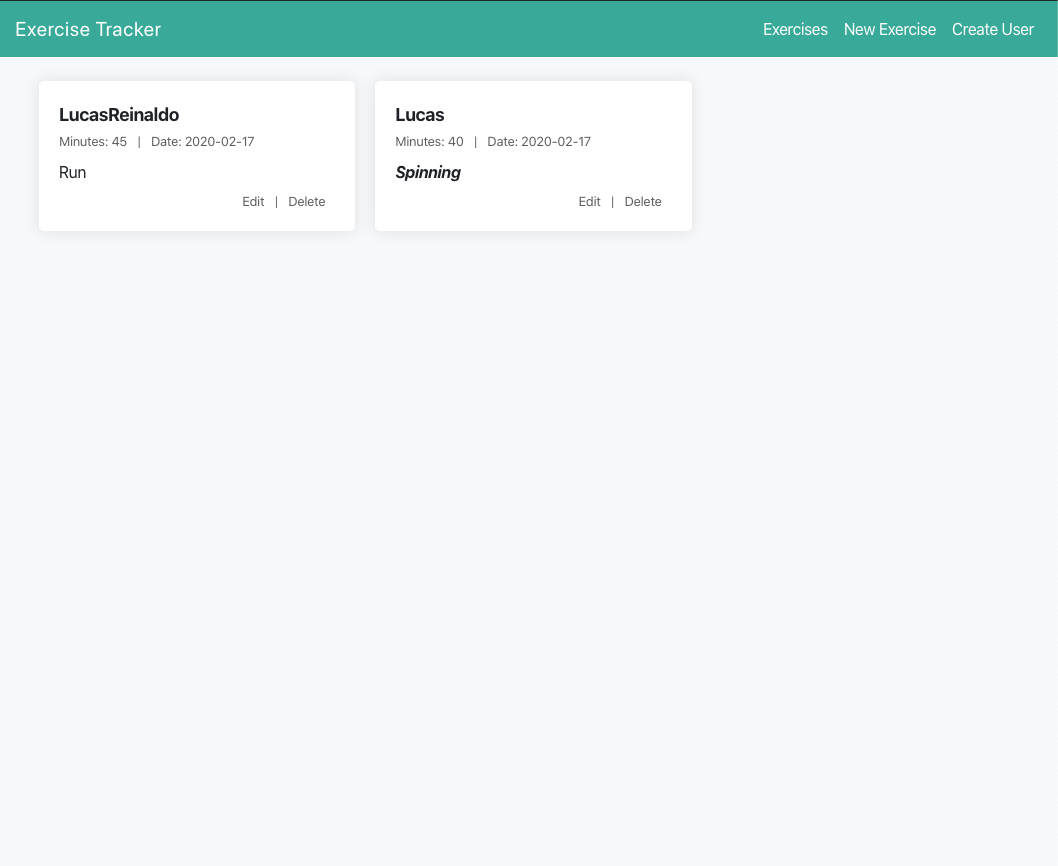 Exercise Tracker
Exercises New Exercise Create User
LucasReinaldo
Minutes: 45 | Date: 2020-02-17
Run
Edit | Delete
Lucas
Minutes: 40 | Date: 2020-02-17
Spinning
Edit | Delete